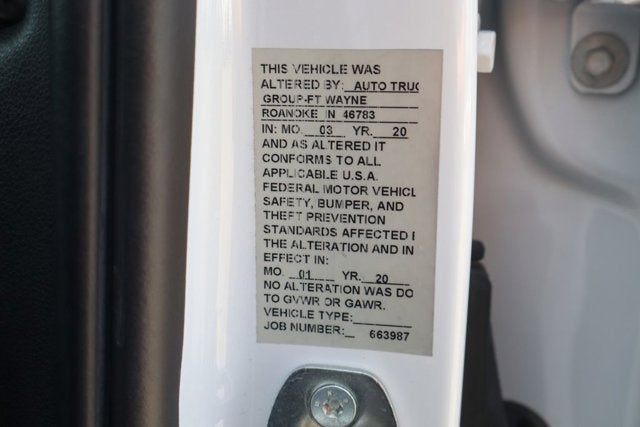 THIS VEHICLE WAS
ALTERED BY: AUTO TRUC
GROUP-FT WAYNE
ROANOKE IN 46783
IN: MO. 03 YR. 20
AND AS ALTERED IT
CONFORMS TO ALL
APPLICABLE U.S.A.
FEDERAL MOTOR VEHICL
SAFETY, BUMPER, AND
THEFT PREVENTION
STANDARDS AFFECTED
THE ALTERATION AND IN
EFFECT IN:
MO. 01 YR. 20
NO ALTERATION WAS DO
TO GVWR OR GAWR.
VEHICLE TYPE:
JOB NUMBER: 663987